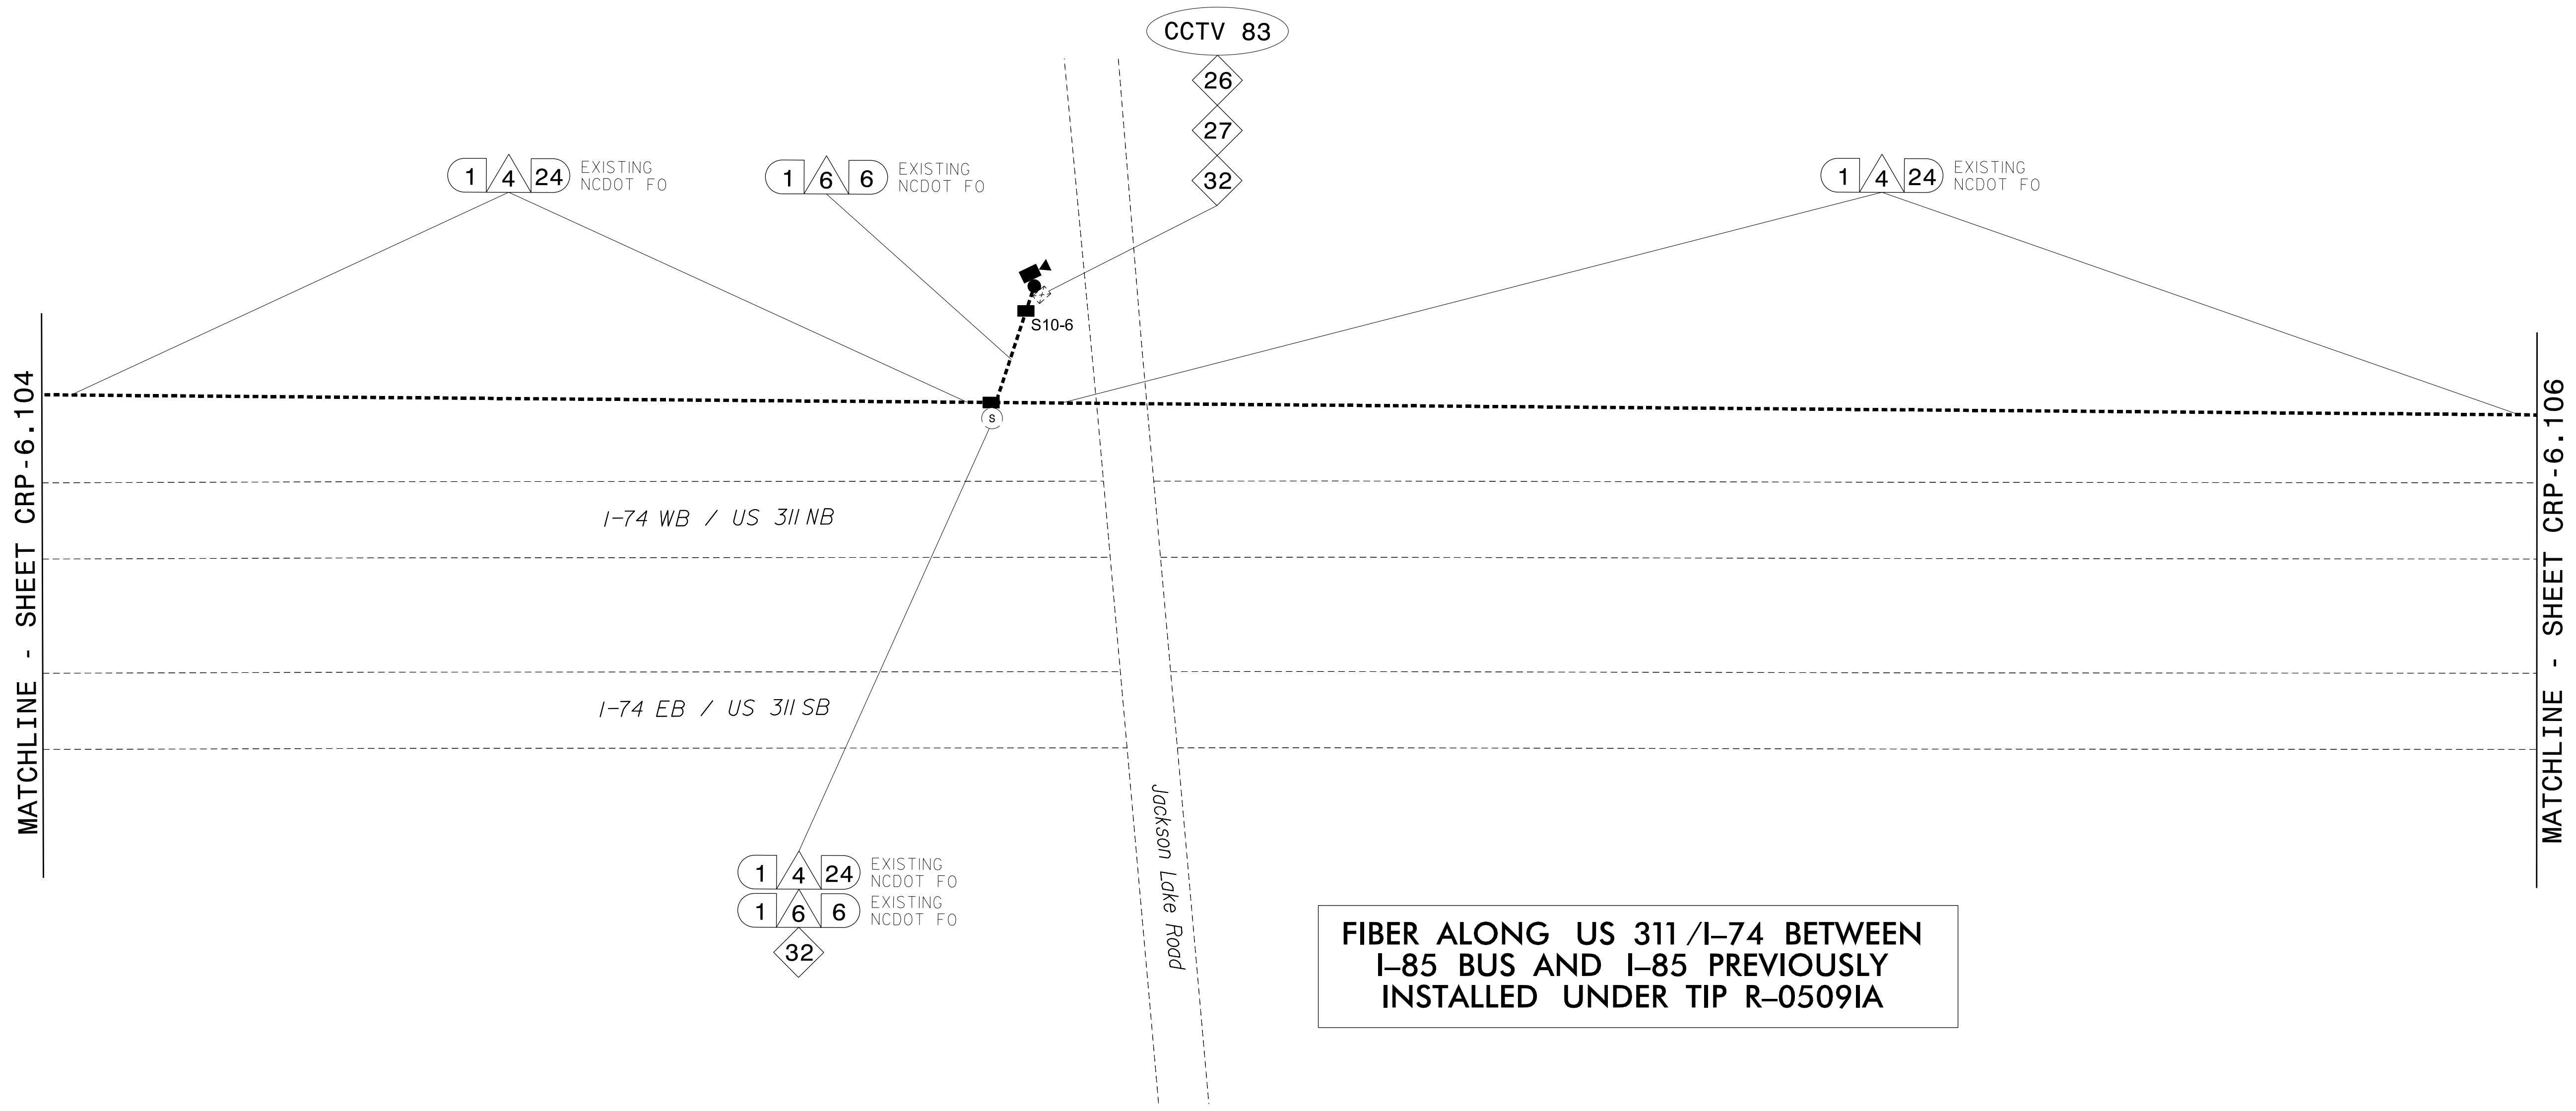 CCTV 83
26
27
32
1 4 24 EXISTING
NCDOT FO
1 6 6 EXISTING
NCDOT FO
1 4 24 EXISTING
NCDOT FO
S10-6
S
MATCHLINE - SHEET CRP-6.104
MATCHLINE - SHEET CRP-6.106
I-74 WB / US 311 NB
I-74 EB / US 311 SB
Jackson Lake Road
1 4 24 EXISTING
NCDOT FO
1 6 6 EXISTING
NCDOT FO
32
FIBER ALONG US 311 /I-74 BETWEEN
I-85 BUS AND I-85 PREVIOUSLY
INSTALLED UNDER TIP R-0509IA